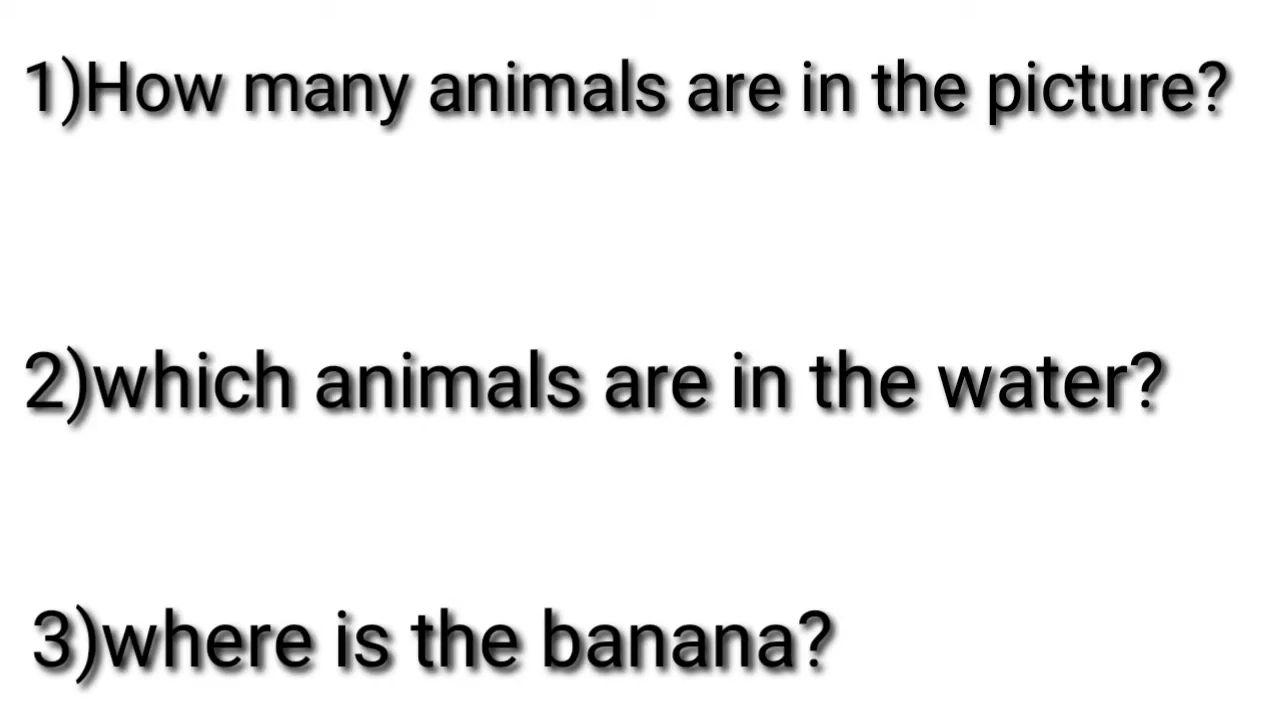 1)How many animals are in the picture?
2)which animals are in the water?
3)where is the banana?